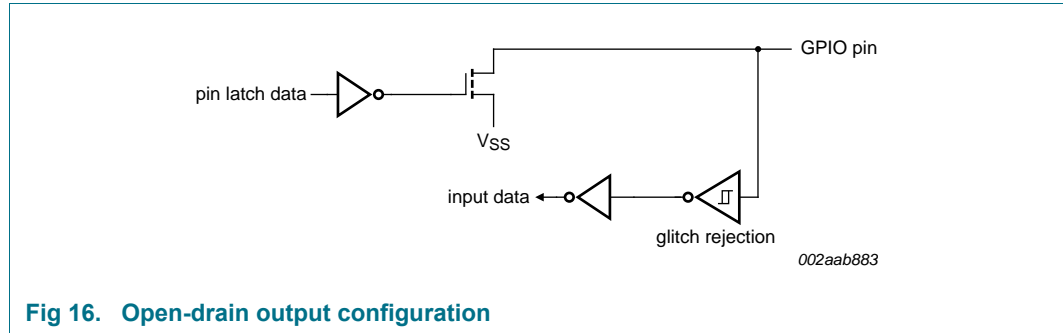 GPIO pin
pin latch data
VSS
input data
glitch rejection
002aab883
Fig 16. Open-drain output configuration